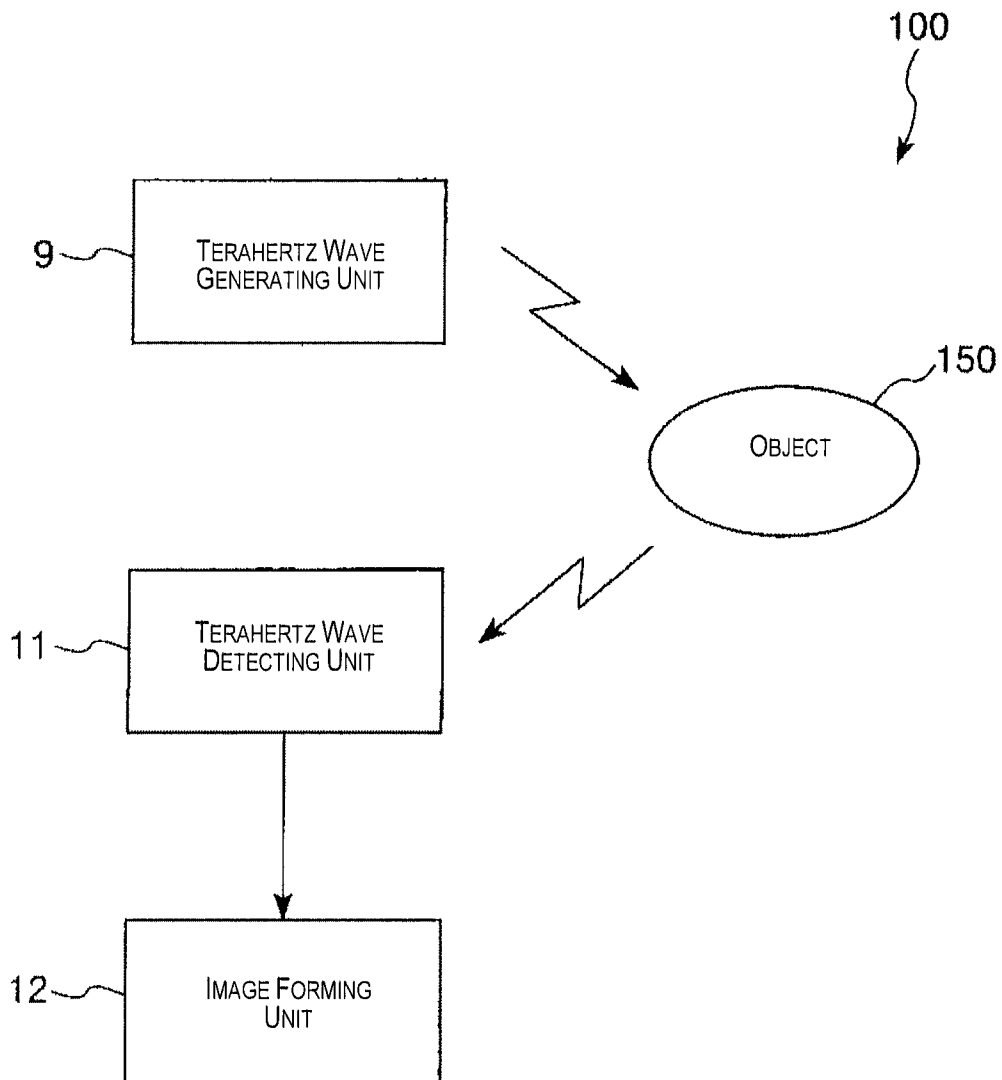 100
9
TERAHERTZ WAVE
GENERATING UNIT
150
OBJECT
11
TERAHERTZ WAVE
DETECTING UNIT
12
IMAGE FORMING
UNIT